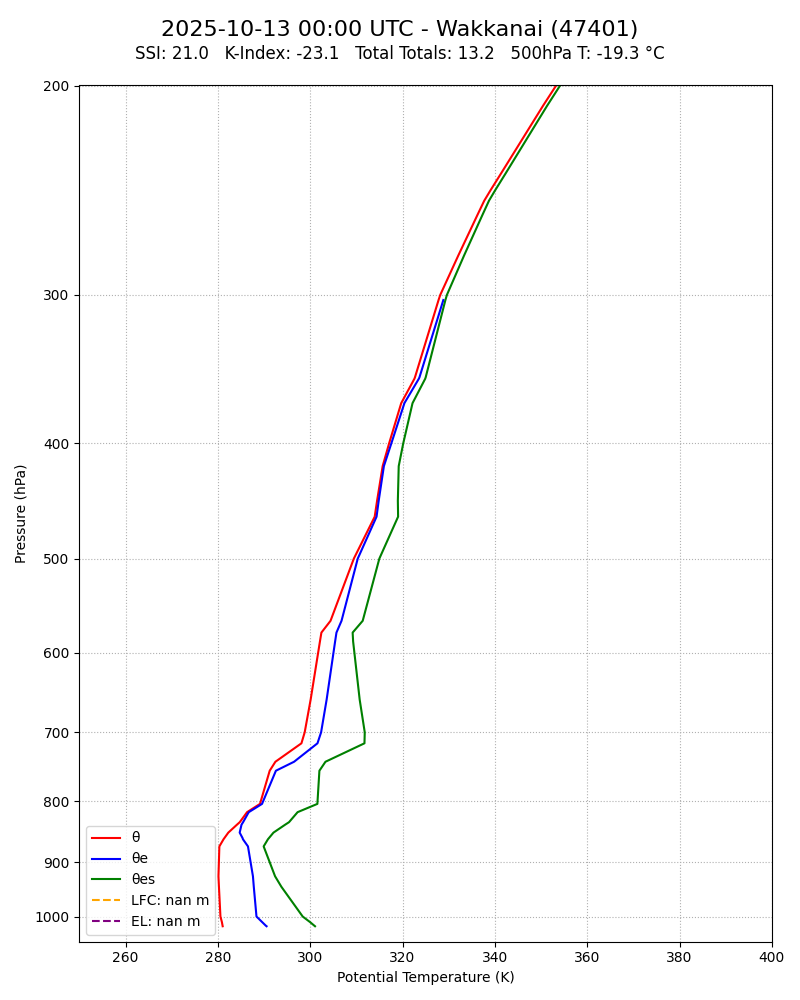 2025-10-13 00:00 UTC - Wakkanai (47401)
SSI: 21.0   K-Index: -23.1   Total Totals: 13.2   500hPa T: -19.3 °C
Pressure (hPa)
200
300
400
500
600
700
800
900
1000
θ
θe
θes
LFC: nan m
EL: nan m
260 280 300 320 340 360 380 400
Potential Temperature (K)